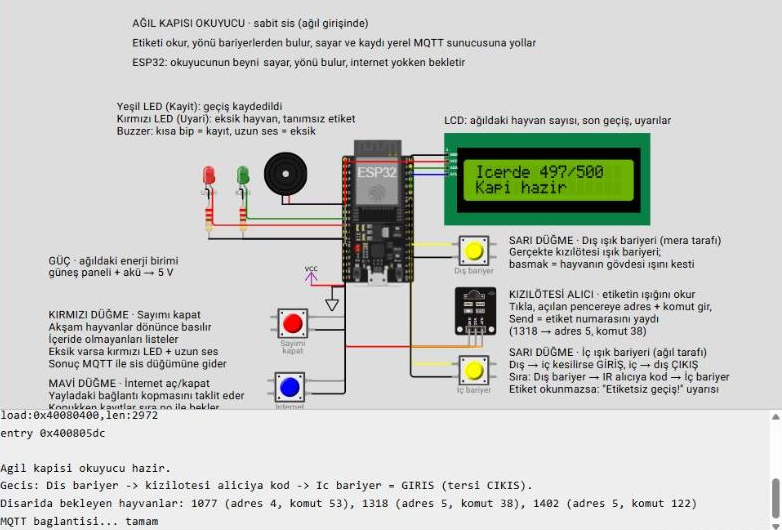 AĞIL KAPISI OKUYUCU · sabit sis (ağıl girişinde)
Etiketi okur, yönü bariyerlerden bulur, sayar ve kaydı yerel MQTT sunucusuna yollar
ESP32: okuyucunun beyni sayar, yönü bulur, internet yokken bekletir
Yeşil LED (Kayit): geçiş kaydedildi
Kırmızı LED (Uyari): eksik hayvan, tanımsız etiket
Buzzer: kısa bip = kayıt, uzun ses = eksik
LCD: ağıldaki hayvan sayısı, son geçiş, uyarılar
ESP32
Icerde 497/500
Kapi hazir
SARI DÜĞME · Dış ışık bariyeri (mera tarafı)
Gerçekte kızılötesi ışık bariyeri;
basmak = hayvanın gövdesi ışını kesti
Dış bariyer
GÜÇ · ağıldaki enerji birimi
güneş paneli + akü → 5 V
VCC
KIZILÖTESİ ALICI · etiketin ışığını okur
Tıkla, açılan pencereye adres + komut gir,
Send = etiket numarasını yaydı
(1318 → adres 5, komut 38)
KIRMIZI DÜĞME · Sayımı kapat
Akşam hayvanlar dönünce basılır
İçeride olmayanları listeler
Eksik varsa kırmızı LED + uzun ses
Sonuç MQTT ile sis düğümüne gider
Sayımı
kapat
SARI DÜĞME · İç ışık bariyeri (ağıl tarafı)
Dış → iç kesilirse GİRİŞ, iç → dış ÇIKIŞ
Sıra: Dış bariyer → IR alıcıya kod → İç bariyer
Etiket okunmazsa: "Etiketsiz geçiş!" uyarısı
İç bariyer
MAVİ DÜĞME · İnternet aç/kapat
Yayladaki bağlantı kopmasını taklit eder
Kopukken kayıtlar sıra no ile bekler
İnternet
load:0x40080400,len:2972
entry 0x400805dc
Agil kapisi okuyucu hazir.
Gecis: Dis bariyer -> kizilotesi aliciya kod -> Ic bariyer = GIRIS (tersi CIKIS).
Disarida bekleyen hayvanlar: 1077 (adres 4, komut 53), 1318 (adres 5, komut 38), 1402 (adres 5, komut 122)
MQTT baglantisi... tamam